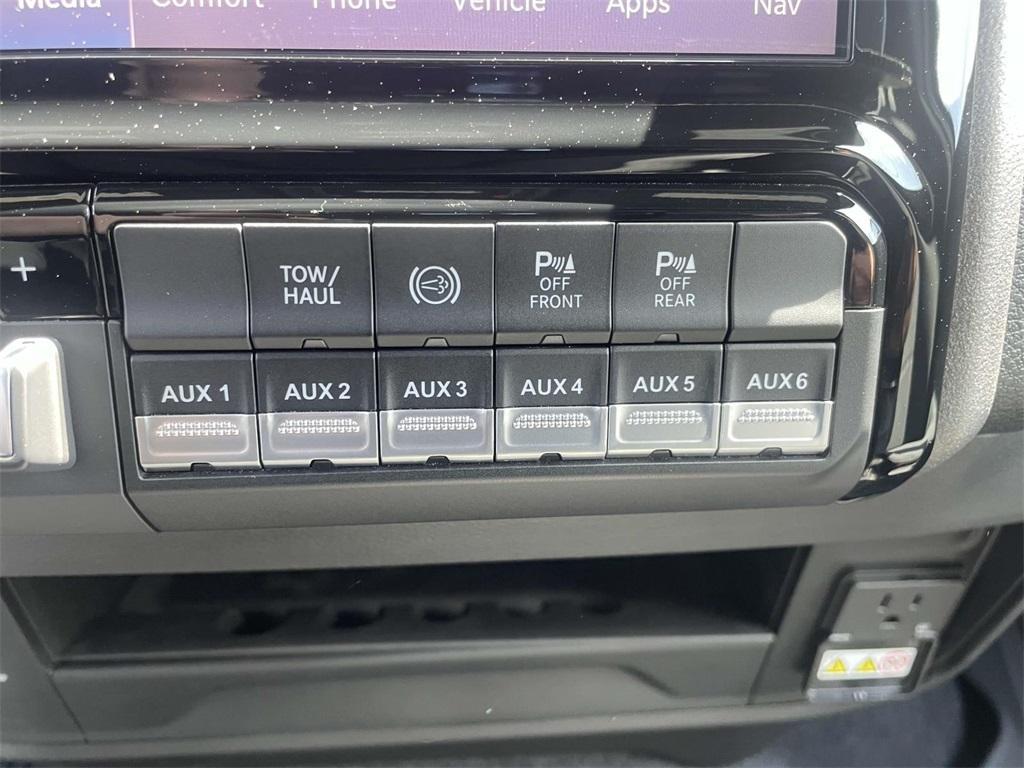 Media Comfort Phone Vehicle Apps Nav
+
TOW/
HAUL
P
OFF
FRONT
P
OFF
REAR
AUX 1 AUX 2 AUX 3 AUX 4 AUX 5 AUX 6